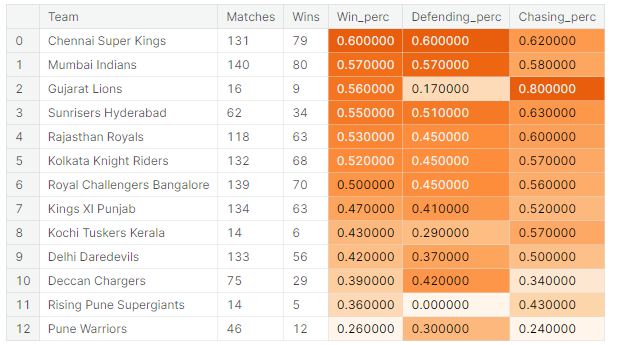 Team Matches Wins Win_perc Defending_perc Chasing_perc
0 Chennai Super Kings 131 79 0.600000 0.600000 0.620000
1 Mumbai Indians 140 80 0.570000 0.570000 0.580000
2 Gujarat Lions 16 9 0.560000 0.170000 0.800000
3 Sunrisers Hyderabad 62 34 0.550000 0.510000 0.630000
4 Rajasthan Royals 118 63 0.530000 0.450000 0.600000
5 Kolkata Knight Riders 132 68 0.520000 0.450000 0.570000
6 Royal Challengers Bangalore 139 70 0.500000 0.450000 0.560000
7 Kings XI Punjab 134 63 0.470000 0.410000 0.520000
8 Kochi Tuskers Kerala 14 6 0.430000 0.290000 0.570000
9 Delhi Daredevils 133 56 0.420000 0.370000 0.500000
10 Deccan Chargers 75 29 0.390000 0.420000 0.340000
11 Rising Pune Supergiants 14 5 0.360000 0.000000 0.430000
12 Pune Warriors 46 12 0.260000 0.300000 0.240000